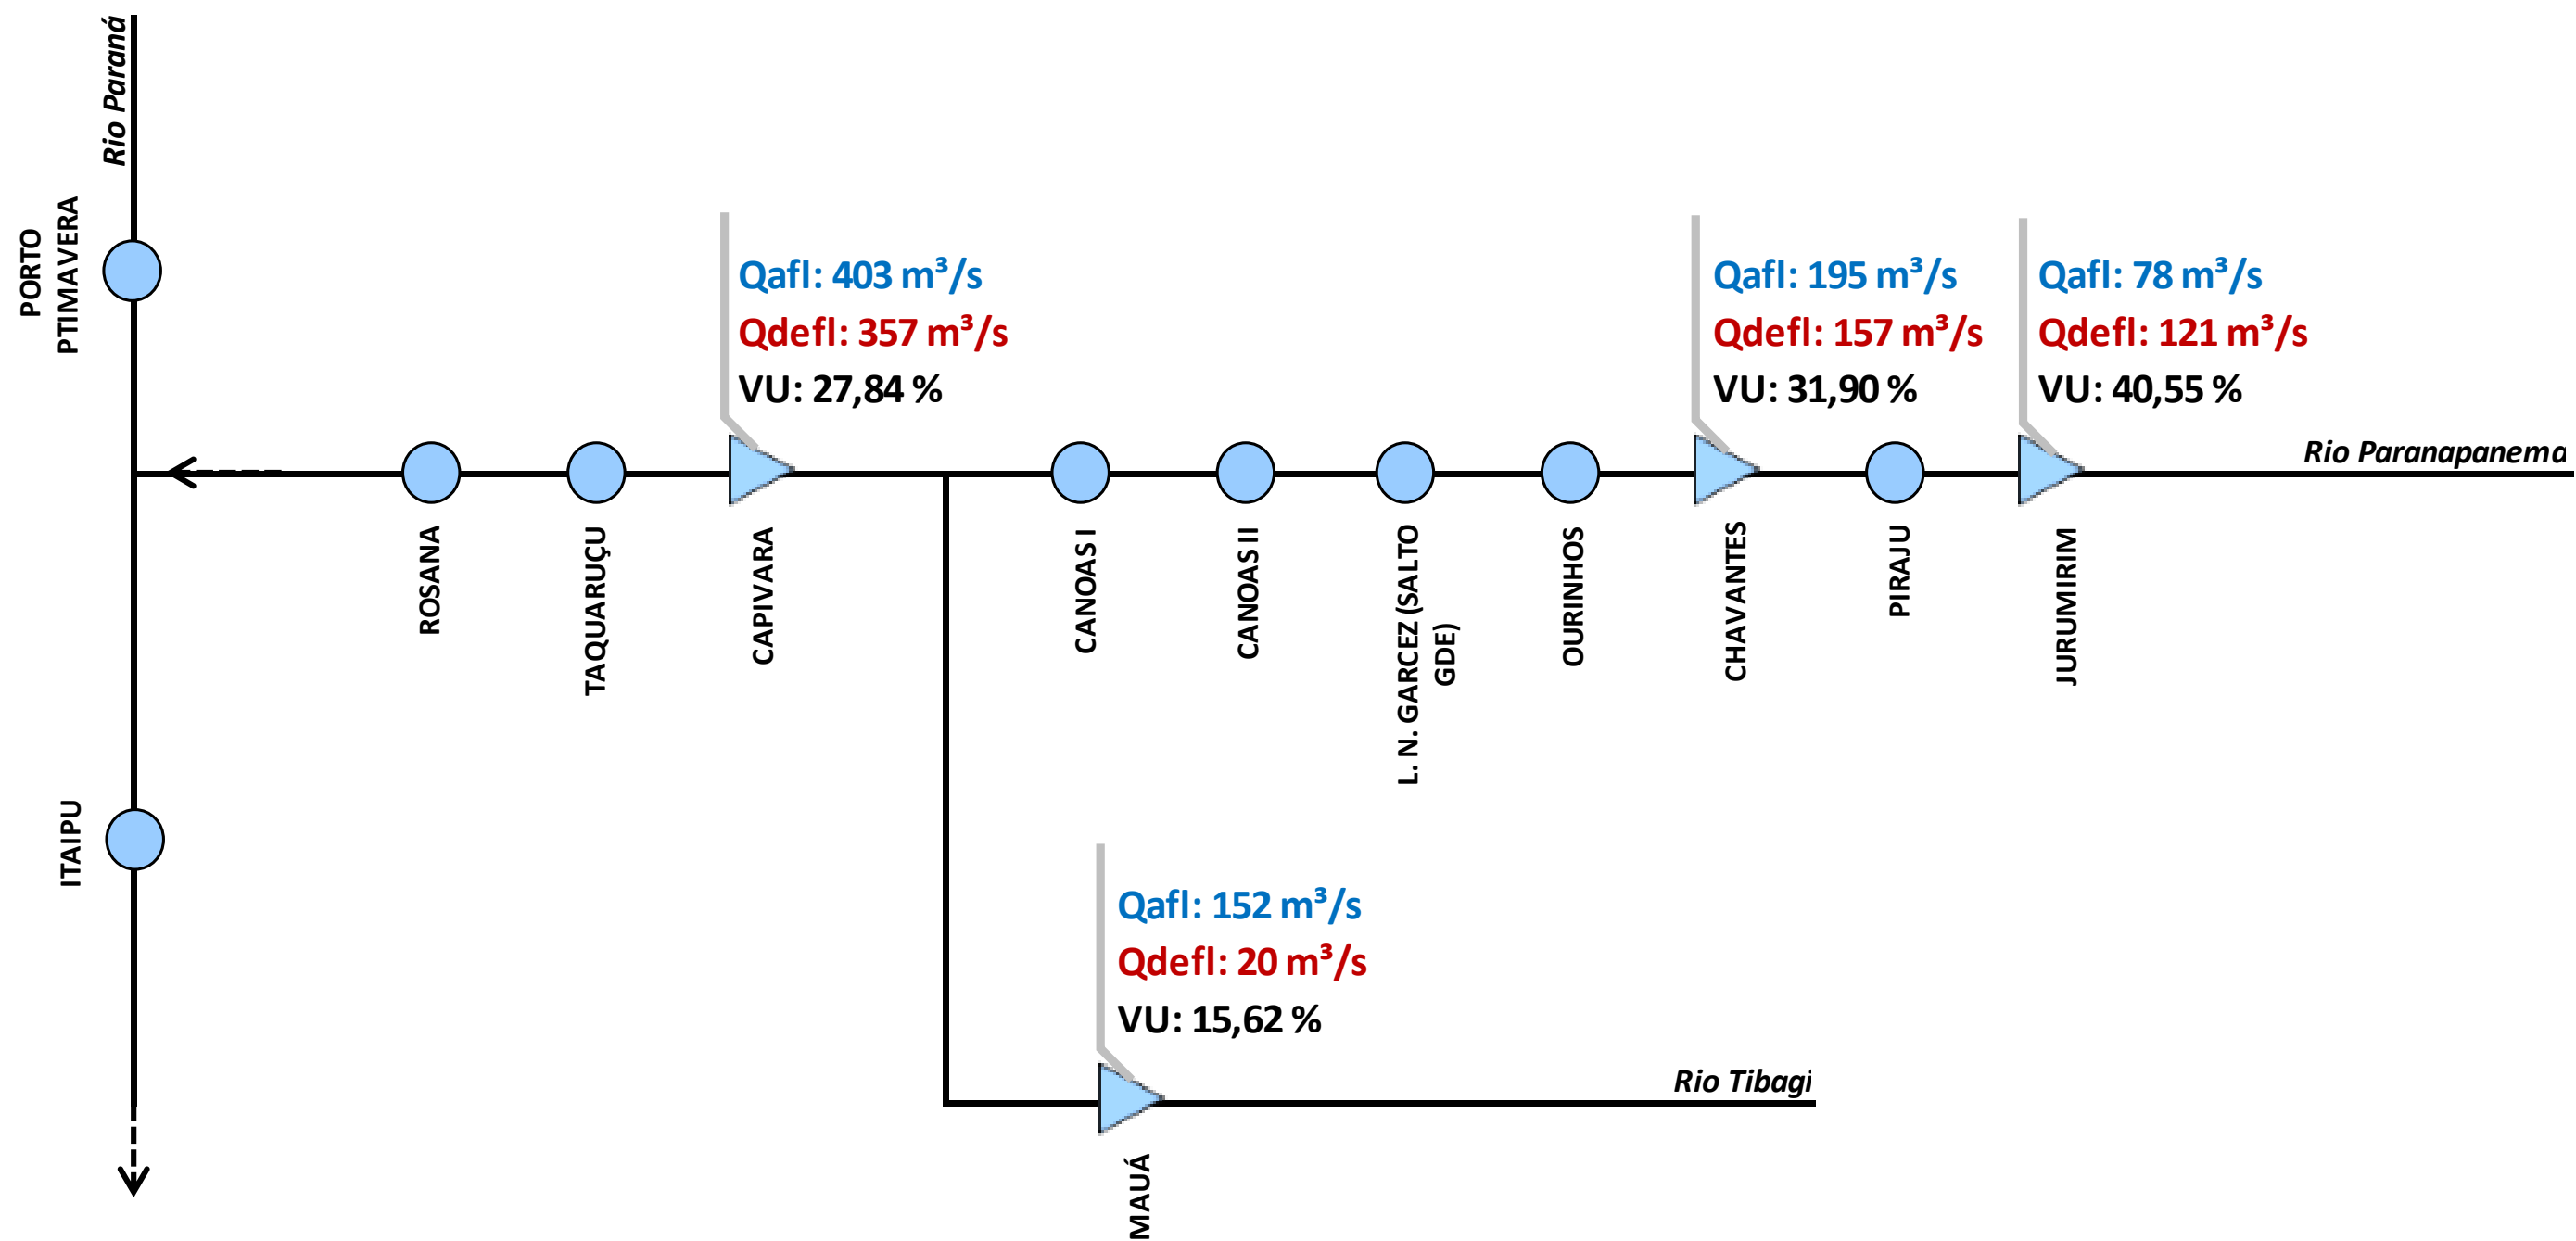 Rio Paraná
PORTO
PTIMAVERA
Qafl: 403 m³/s
Qdefl: 357 m³/s
VU: 27,84 %
Qafl: 195 m³/s
Qdefl: 157 m³/s
VU: 31,90 %
Qafl: 78 m³/s
Qdefl: 121 m³/s
VU: 40,55 %
Rio Paranapanema
ROSANA
TAQUARUÇU
CAPIVARA
CANOAS I
CANOAS II
L. N. GARCEZ (SALTO
GDE)
OURINHOS
CHAVANTES
PIRAJU
JURUMIRIM
ITAIPU
Qafl: 152 m³/s
Qdefl: 20 m³/s
VU: 15,62 %
Rio Tibagi
MAUÁ